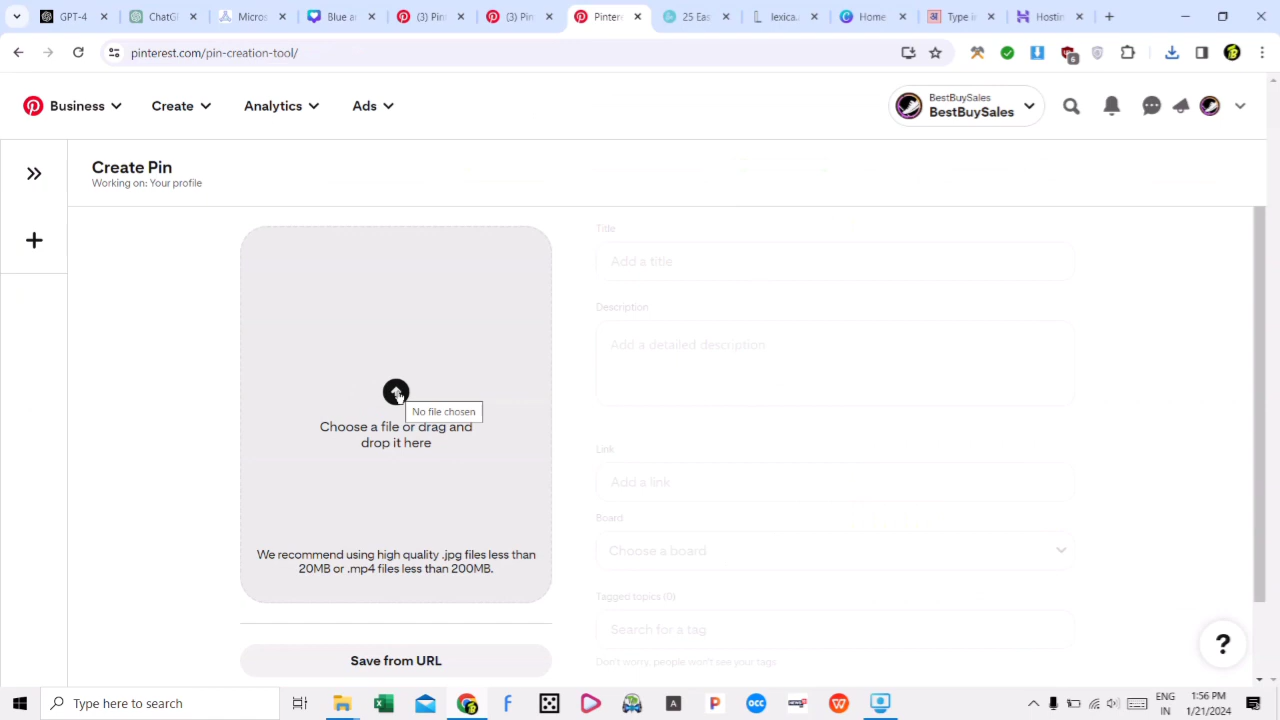 GPT-4
ChatGI
Micros
Blue ar
(3) Pin
(3) Pin
Pintere
25 Eas
lexica.
Home
Type i
Hostin
pinterest.com/pin-creation-tool/
6
Business
Create
Analytics
Ads
BestBuySales
BestBuySales
Create Pin
Working on: Your profile
Title
Add a title
Description
Add a detailed description
No file chosen
Choose a file or drag and
drop it here
Link
Add a link
Board
Choose a board
We recommend using high quality .jpg files less than
20MB or .mp4 files less than 200MB.
Tagged topics (0)
Search for a tag
Don't worry, people won't see your tags
Save from URL
?
Type here to search
ENG
IN
1:56 PM
1/21/2024